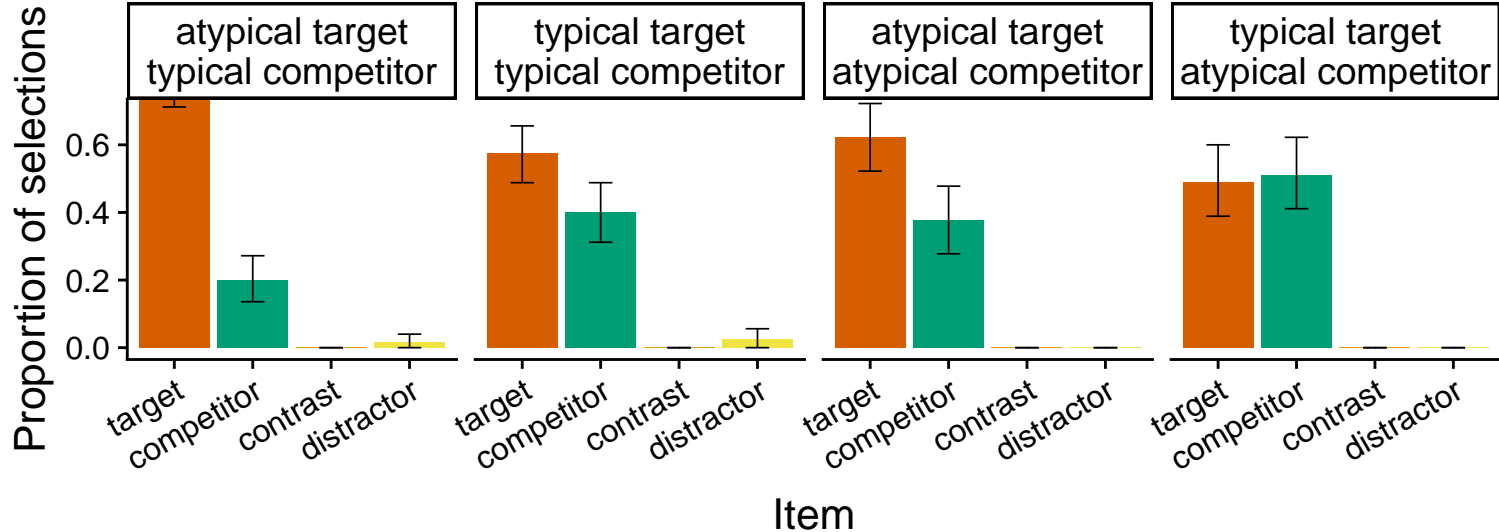 atypical target
typical competitor
typical target
typical competitor
atypical target
atypical competitor
typical target
atypical competitor
Proportion of selections
0.6
0.4
0.2
0.0
target
competitor
contrast
distractor
target
competitor
contrast
distractor
target
competitor
contrast
distractor
target
competitor
contrast
distractor
Item